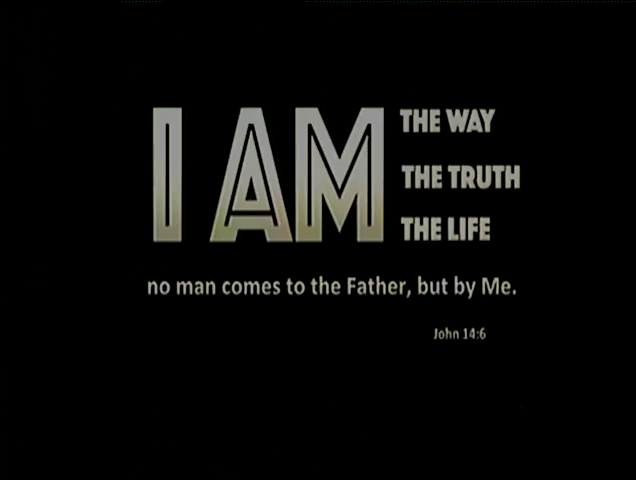 I AM
THE WAY
THE TRUTH
THE LIFE
no man comes to the Father, but by Me.
John 14:6